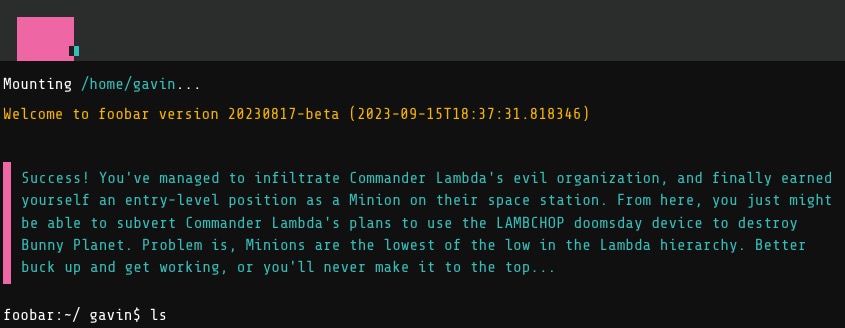 Mounting /home/gavin...
Welcome to foobar version 20230817-beta (2023-09-15T18:37:31.818346)
Success! You've managed to infiltrate Commander Lambda's evil organization, and finally earned
yourself an entry-level position as a Minion on their space station. From here, you just might
be able to subvert Commander Lambda's plans to use the LAMBCHOP doomsday device to destroy
Bunny Planet. Problem is, Minions are the lowest of the low in the Lambda hierarchy. Better
buck up and get working, or you'll never make it to the top...
foobar:~/ gavin$ ls